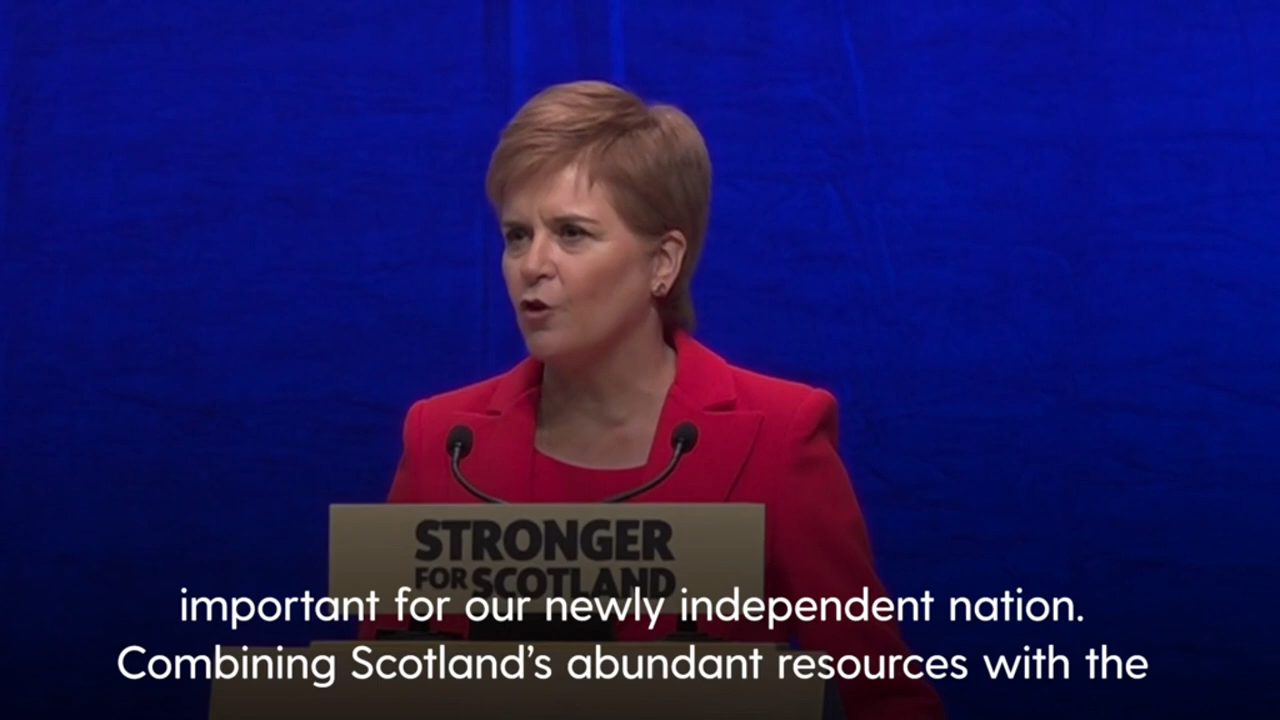 STRONGER
FOR SCOTLAND
important for our newly independent nation.
Combining Scotland's abundant resources with the